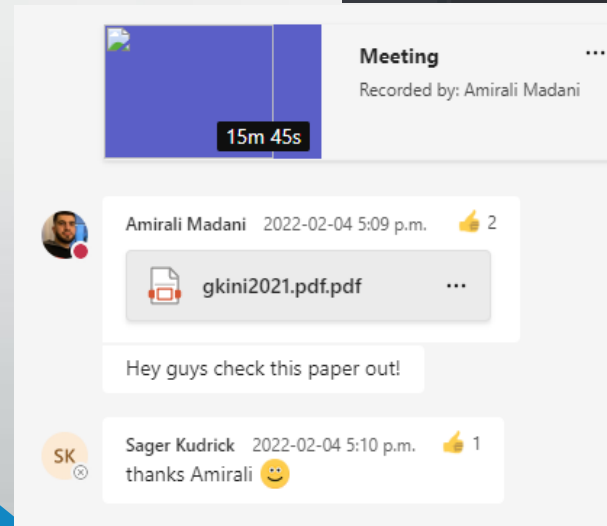 Meeting
Recorded by: Amirali Madani
15m 45s
Amirali Madani 2022-02-04 5:09 p.m. 👍 2
gkini2021.pdf.pdf
Hey guys check this paper out!
SK
Sager Kudrick 2022-02-04 5:10 p.m. 👍 1
thanks Amirali 🙂